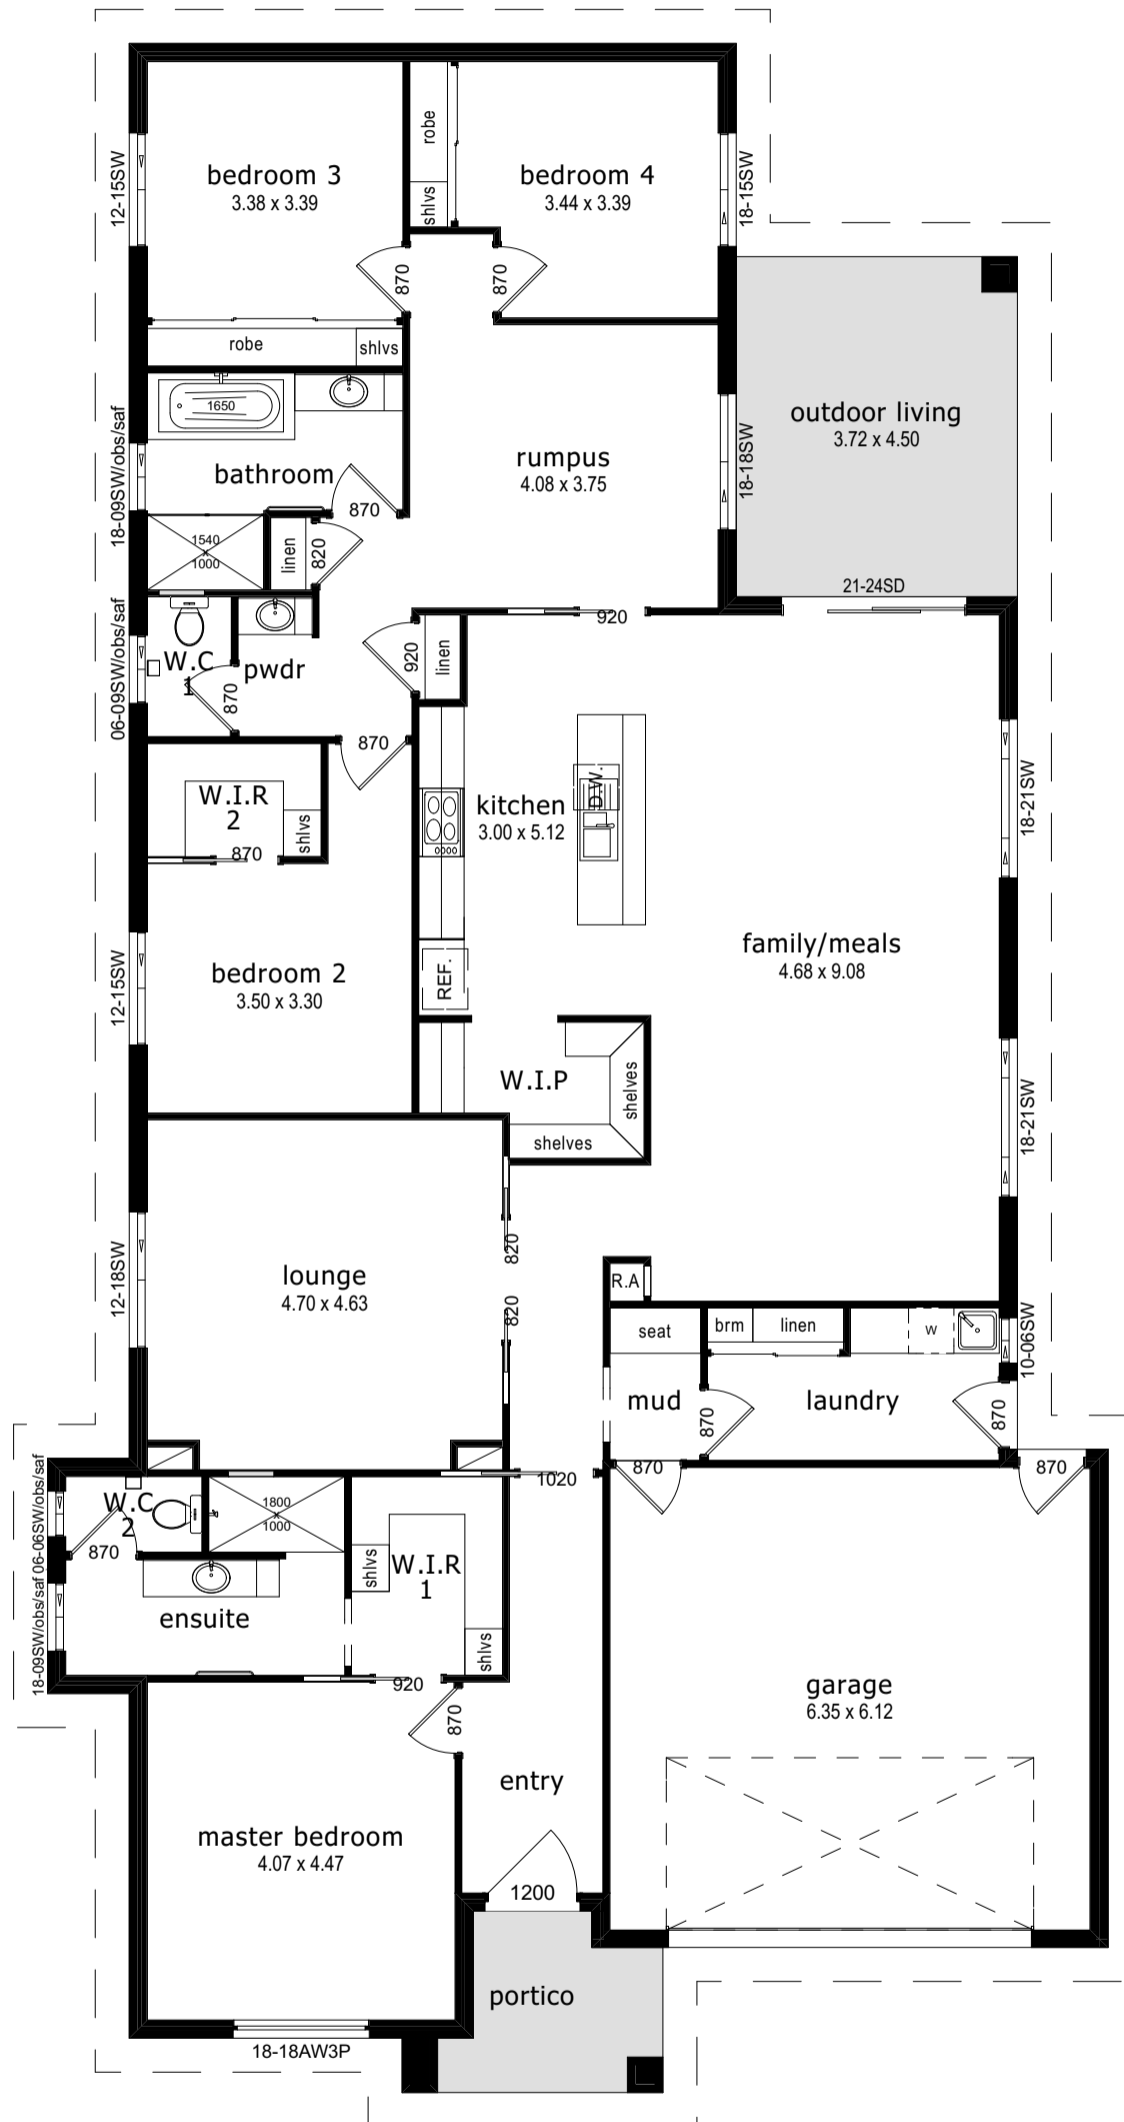 12-15SW
bedroom 3
3.38 x 3.39
870
robe
shlvs
robe
shlvs
bedroom 4
3.44 x 3.39
870
18-15SW
1650
bathroom
870
18-09SW/obs/saf
1540
x
1000
linen
820
rumpus
4.08 x 3.75
18-18SW
outdoor living
3.72 x 4.50
21-24SD
920
06-09SW/obs/saf
W.C
1
870
pwdr
920
linen
870
W.I.R
2
shlvs
870
kitchen
3.00 x 5.12
D.W.
REF.
18-21SW
family/meals
4.68 x 9.08
12-15SW
bedroom 2
3.50 x 3.30
W.I.P
shelves
shelves
18-21SW
12-18SW
lounge
4.70 x 4.63
820
820
R.A
seat
brm
linen
w
10-06SW
mud
870
laundry
870
870
870
1020
06-06SW/obs/saf
W.C
2
870
1800
x
1000
shlvs
W.I.R
1
shlvs
18-09SW/obs/saf
ensuite
920
870
garage
6.35 x 6.12
entry
master bedroom
4.07 x 4.47
1200
portico
18-18AW3P